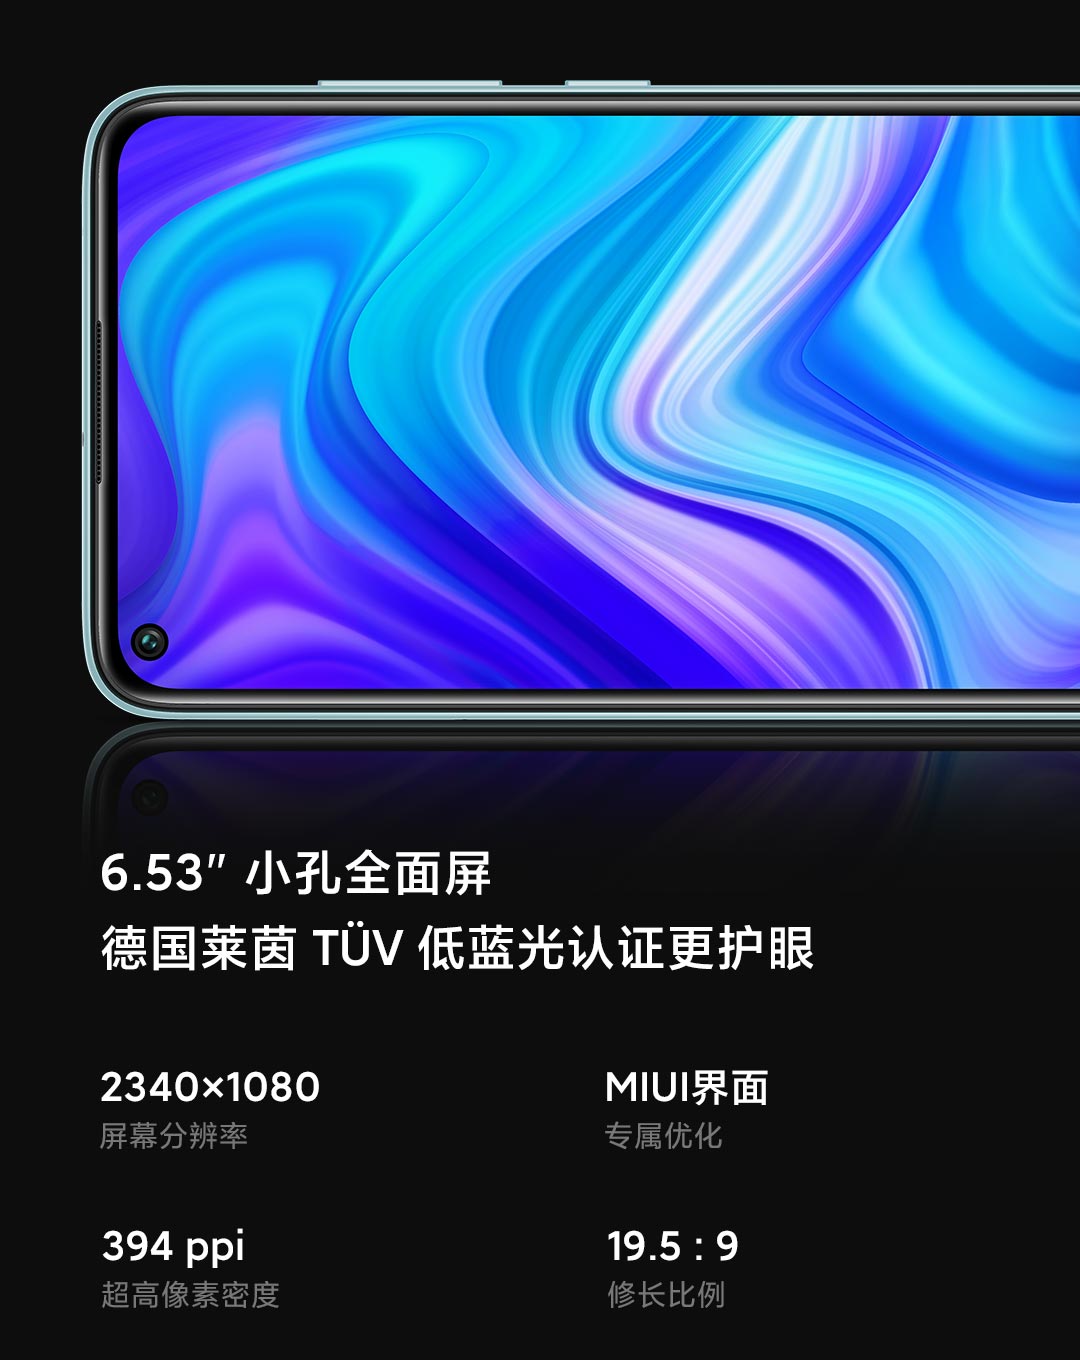 6.53" 小孔全面屏
德国莱茵 TÜV 低蓝光认证更护眼
2340×1080
屏幕分辨率
MIUI界面
专属优化
394 ppi
超高像素密度
19.5 : 9
修长比例